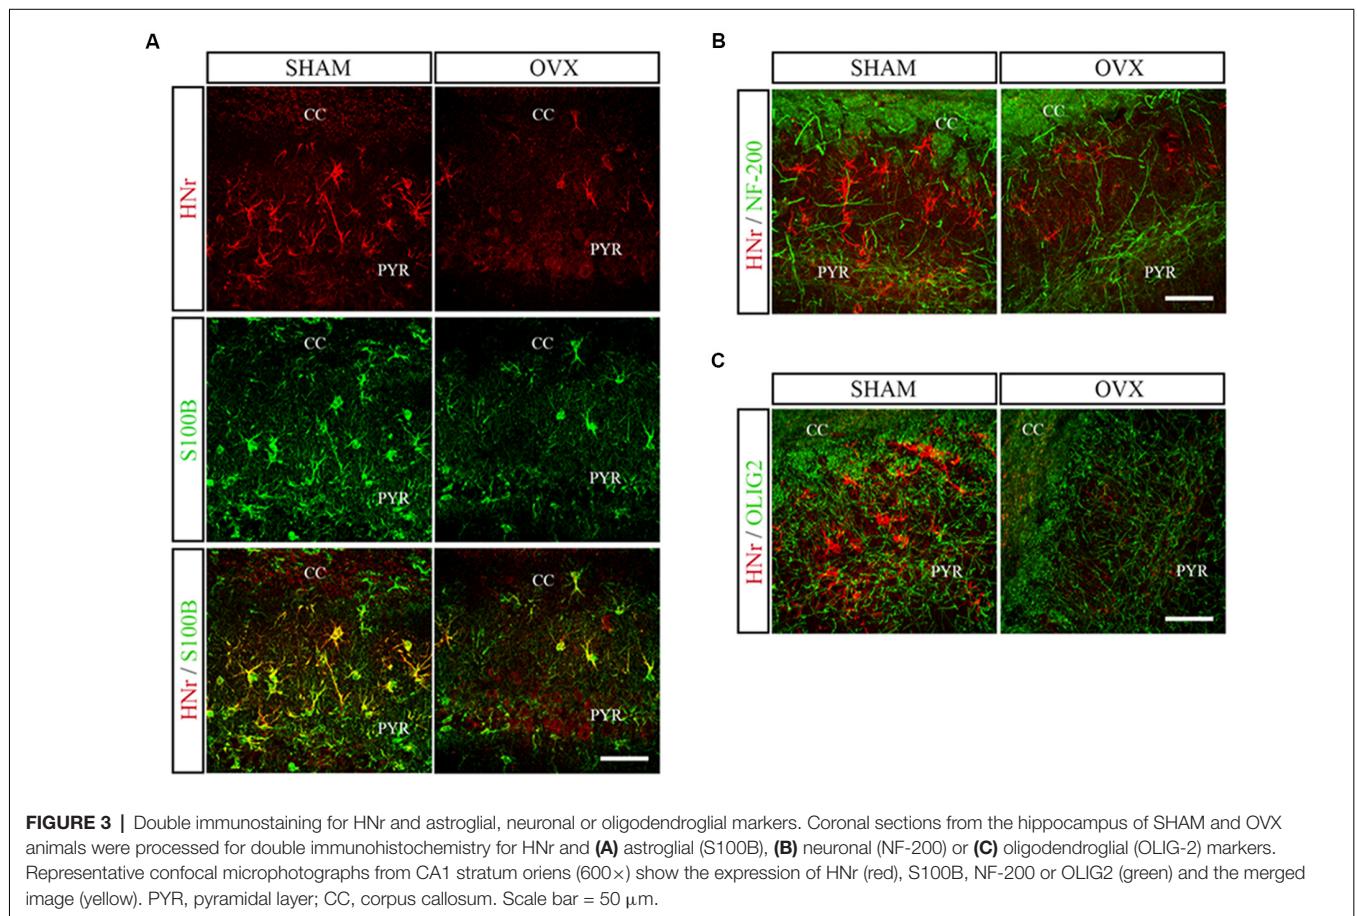 A
SHAM
OVX
HNr
CC
PYR
CC
PYR
S100B
CC
PYR
CC
PYR
HNr / S100B
CC
PYR
CC
PYR
B
SHAM
OVX
HNr / NF-200
CC
PYR
CC
PYR
C
SHAM
OVX
HNr / OLIG2
CC
PYR
CC
PYR
FIGURE 3 | Double immunostaining for HNr and astroglial, neuronal or oligodendroglial markers. Coronal sections from the hippocampus of SHAM and OVX
animals were processed for double immunohistochemistry for HNr and (A) astroglial (S100B), (B) neuronal (NF-200) or (C) oligodendroglial (OLIG-2) markers.
Representative confocal microphotographs from CA1 stratum oriens (600×) show the expression of HNr (red), S100B, NF-200 or OLIG2 (green) and the merged
image (yellow). PYR, pyramidal layer; CC, corpus callosum. Scale bar = 50 μm.